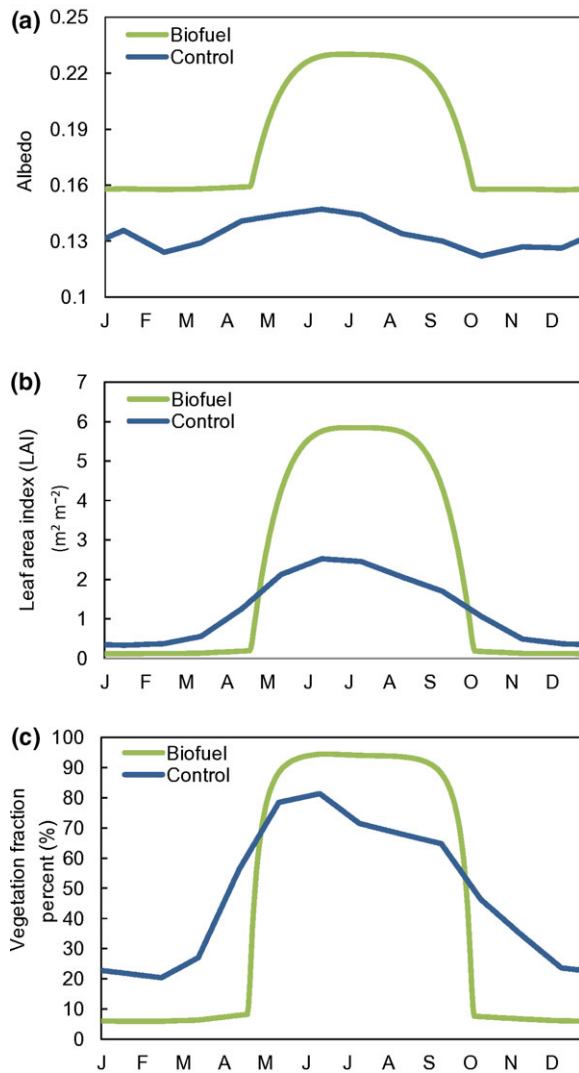 (a)
0.25
0.22
0.19
0.16
0.13
0.1
Albedo
Biofuel
Control
J F M A M J J A S O N D
(b)
7
6
5
4
3
2
1
0
Leaf area index (LAI)
(m² m⁻²)
Biofuel
Control
J F M A M J J A S O N D
(c)
100
90
80
70
60
50
40
30
20
10
0
Vegetation fraction
percent (%)
Biofuel
Control
J F M A M J J A S O N D